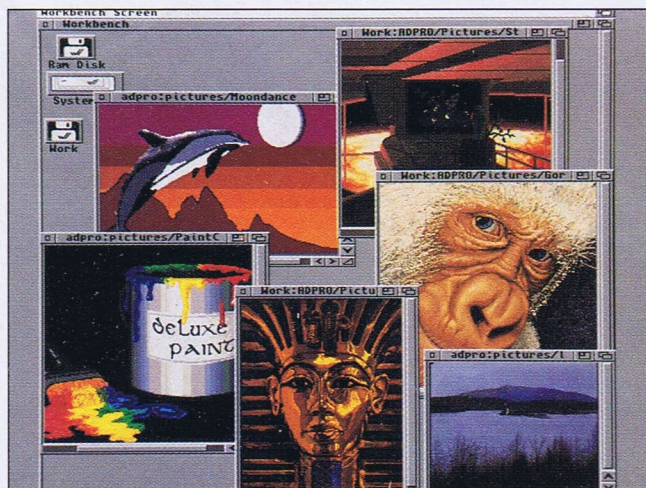 Workbench Screen
Workbench
Work:ADPRO/Pictures/St
Ram Disk
System
adpro:pictures/Moondance
Work
Work:ADPRO/Pictures/Gor
adpro:pictures/PaintC
Work:ADPRO/Pictu
deluxe
PAINT
adpro:pictures/l